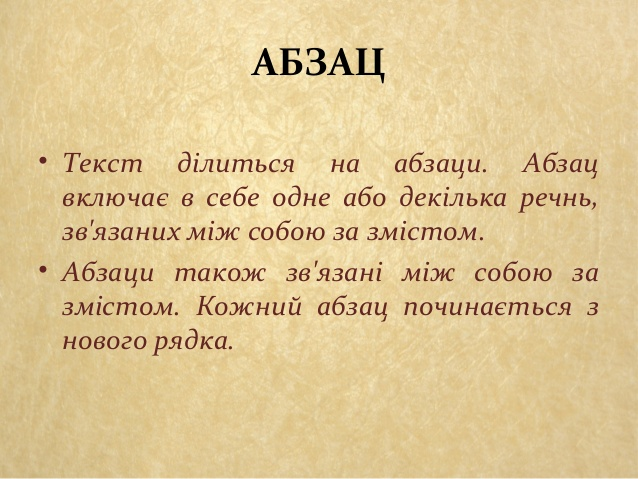 АБЗАЦ
• Текст ділиться на абзаци. Абзац
включає в себе одне або декілька речнь,
зв'язаних між собою за змістом.
• Абзаци також зв'язані між собою за
змістом. Кожний абзац починається з
нового рядка.